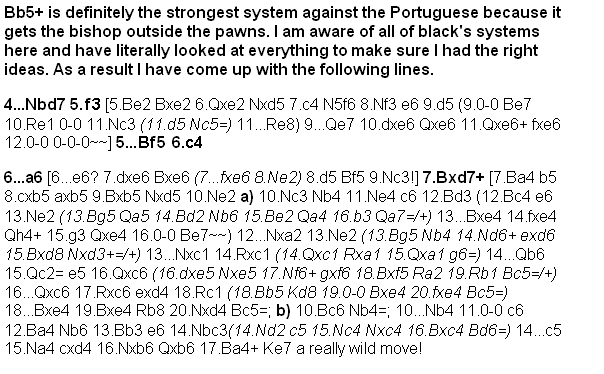 Bb5+ is definitely the strongest system against the Portuguese because it
gets the bishop outside the pawns. I am aware of all of black's systems
here and have literally looked at everything to make sure I had the right
ideas. As a result I have come up with the following lines.
4...Nbd7 5.f3 [5.Be2 Bxe2 6.Qxe2 Nxd5 7.c4 N5f6 8.Nf3 e6 9.d5 (9.0-0 Be7
10.Re1 0-0 11.Nc3 (11.d5 Nc5=) 11...Re8) 9...Qe7 10.dxe6 Qxe6 11.Qxe6+ fxe6
12.0-0 0-0-0~~] 5...Bf5 6.c4
6...a6 [6...e6? 7.dxe6 Bxe6 (7...fxe6 8.Ne2) 8.d5 Bf5 9.Nc3!] 7.Bxd7+ [7.Ba4 b5
8.cxb5 axb5 9.Bxb5 Nxd5 10.Ne2 a) 10.Nc3 Nb4 11.Ne4 c6 12.Bd3 (12.Bc4 e6
13.Ne2 (13.Bg5 Qa5 14.Bd2 Nb6 15.Be2 Qa4 16.b3 Qa7=/+) 13...Bxe4 14.fxe4
Qh4+ 15.g3 Qxe4 16.0-0 Be7~~) 12...Nxa2 13.Ne2 (13.Bg5 Nb4 14.Nd6+ exd6
15.Bxd8 Nxd3+=/+) 13...Nxc1 14.Rxc1 (14.Qxc1 Rxa1 15.Qxa1 g6=) 14...Qb6
15.Qc2= e5 16.Qxc6 (16.dxe5 Nxe5 17.Nf6+ gxf6 18.Bxf5 Ra2 19.Rb1 Bc5=/+)
16...Qxc6 17.Rxc6 exd4 18.Rc1 (18.Bb5 Kd8 19.0-0 Bxe4 20.fxe4 Bc5=)
18...Bxe4 19.Bxe4 Rb8 20.Nxd4 Bc5=; b) 10.Bc6 Nb4=; 10...Nb4 11.0-0 c6
12.Ba4 Nb6 13.Bb3 e6 14.Nbc3(14.Nd2 c5 15.Nc4 Nxc4 16.Bxc4 Bd6=) 14...c5
15.Na4 cxd4 16.Nxb6 Qxb6 17.Ba4+ Ke7 a really wild move!